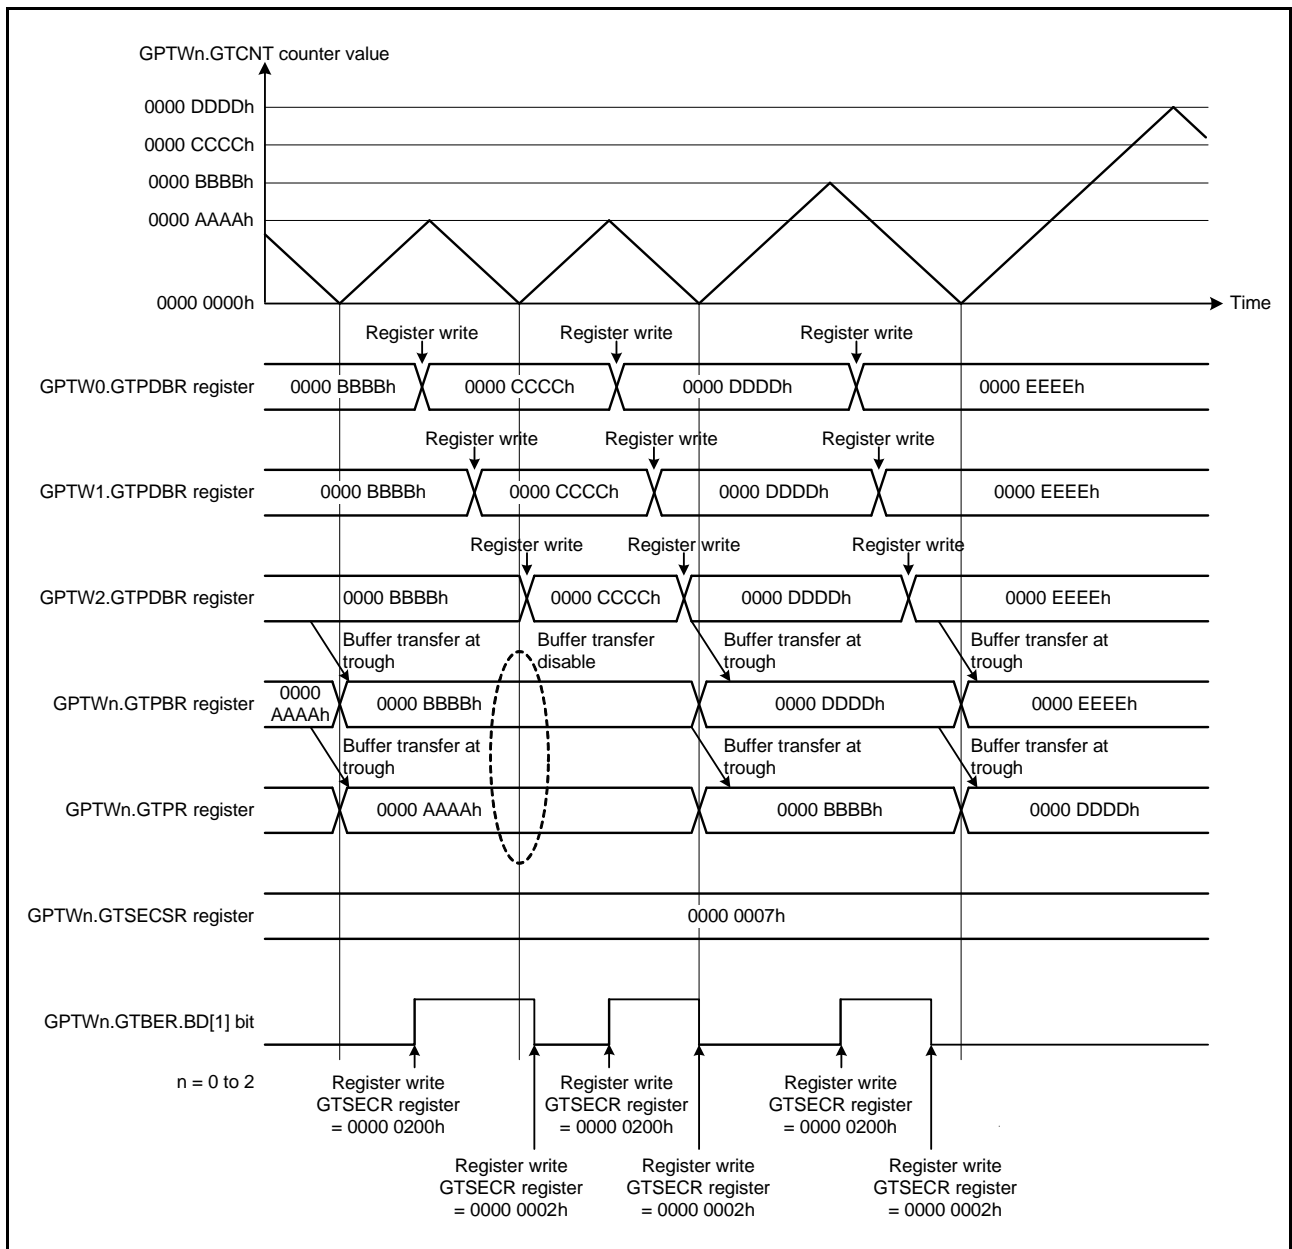 GPTWn.GTCNT counter value
0000 DDDDh
0000 CCCCh
0000 BBBBh
0000 AAAAh
0000 0000h
Time
Register write Register write Register write
GPTW0.GTPDBR register 0000 BBBBh 0000 CCCCh 0000 DDDDh 0000 EEEEh
Register write Register write Register write
GPTW1.GTPDBR register 0000 BBBBh 0000 CCCCh 0000 DDDDh 0000 EEEEh
Register write Register write Register write
GPTW2.GTPDBR register 0000 BBBBh 0000 CCCCh 0000 DDDDh 0000 EEEEh
Buffer transfer at
trough
Buffer transfer
disable
Buffer transfer at
trough
Buffer transfer at
trough
GPTWn.GTPBR register
0000
AAAAh
0000 BBBBh 0000 DDDDh 0000 EEEEh
Buffer transfer at
trough
Buffer transfer at
trough
Buffer transfer at
trough
GPTWn.GTPR register 0000 AAAAh 0000 BBBBh 0000 DDDDh
GPTWn.GTSECSR register 0000 0007h
GPTWn.GTBER.BD[1] bit
n = 0 to 2
Register write
GTSECR register
= 0000 0200h
Register write
GTSECR register
= 0000 0200h
Register write
GTSECR register
= 0000 0200h
Register write
GTSECR register
= 0000 0002h
Register write
GTSECR register
= 0000 0002h
Register write
GTSECR register
= 0000 0002h